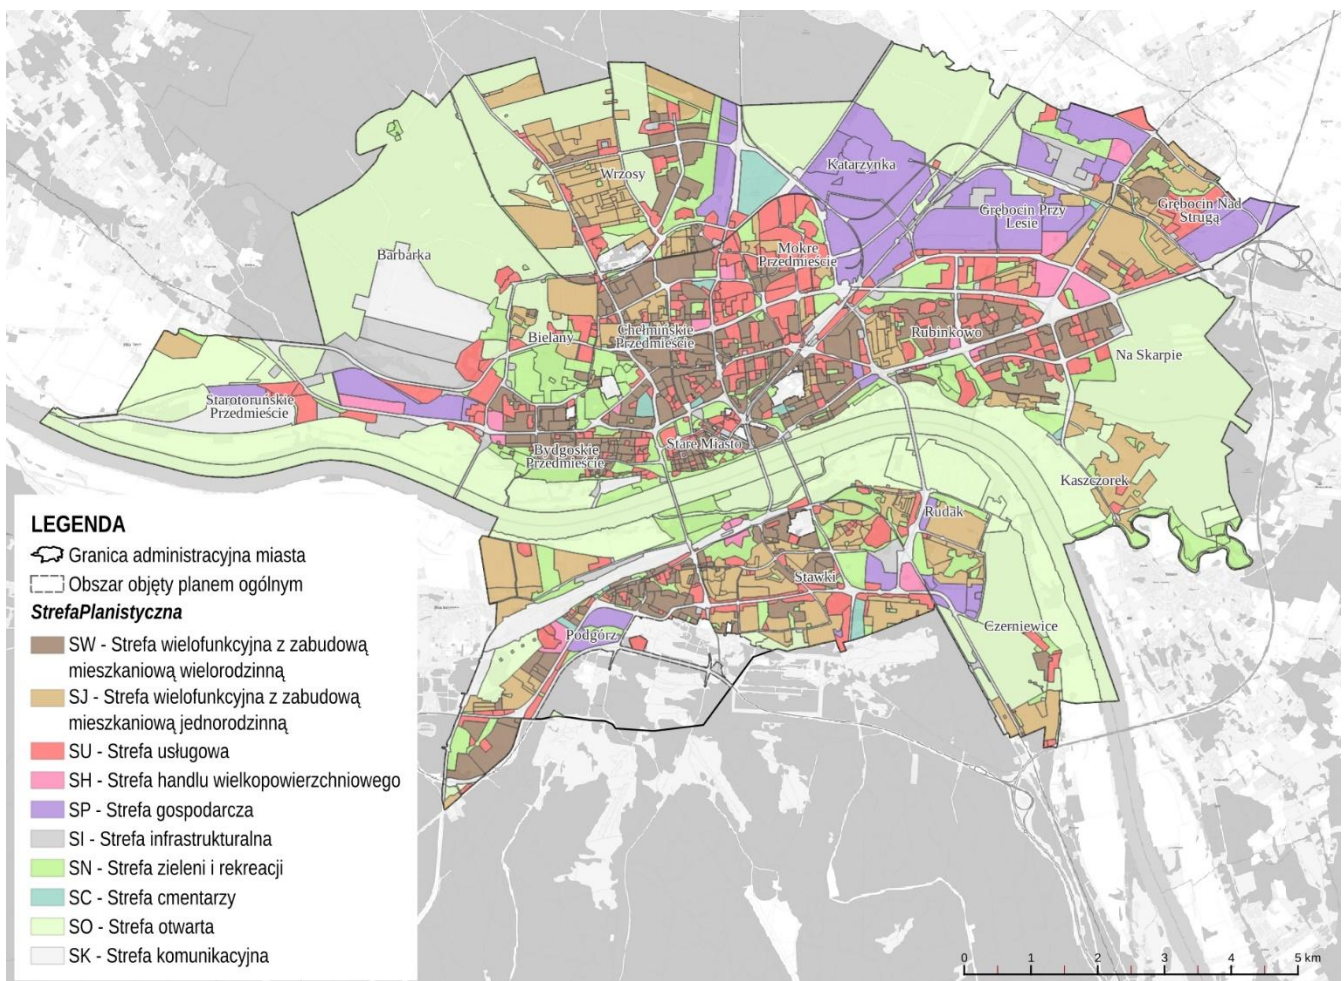 Katarzynka
Wrzosy
Grębocin Przy
Lesie
Grębocin Nad
Strugą
Barbarka
Mokre
Przedmieście
Bielany
Chełmińskie
Przedmieście
Rubinkowo
Na Skarpie
Starotoruńskie
Przedmieście
Bydgoskie
Przedmieście
Stare Miasto
Kaszczorek
Rudak
Stawki
Podgórz
Czerniewice
LEGENDA
Granica administracyjna miasta
Obszar objęty planem ogólnym
StrefaPlanistyczna
SW - Strefa wielofunkcyjna z zabudową
mieszkaniową wielorodzinną
SJ - Strefa wielofunkcyjna z zabudową
mieszkaniową jednorodzinną
SU - Strefa usługowa
SH - Strefa handlu wielkopowierzchniowego
SP - Strefa gospodarcza
SI - Strefa infrastrukturalna
SN - Strefa zieleni i rekreacji
SC - Strefa cmentarzy
SO - Strefa otwarta
SK - Strefa komunikacyjna
0 1 2 3 4 5 km